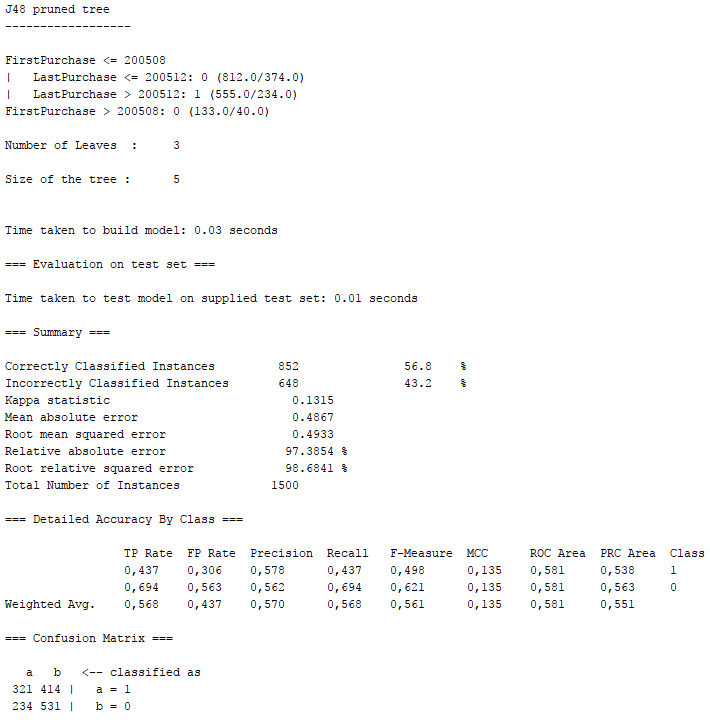 J48 pruned tree
------------------
FirstPurchase <= 200508
|   LastPurchase <= 200512: 0 (812.0/374.0)
|   LastPurchase > 200512: 1 (555.0/234.0)
FirstPurchase > 200508: 0 (133.0/40.0)
Number of Leaves  :     3
Size of the tree :      5
Time taken to build model: 0.03 seconds
=== Evaluation on test set ===
Time taken to test model on supplied test set: 0.01 seconds
=== Summary ===
Correctly Classified Instances         852               56.8    %
Incorrectly Classified Instances       648               43.2    %
Kappa statistic                          0.1315
Mean absolute error                      0.4867
Root mean squared error                  0.4933
Relative absolute error                 97.3854 %
Root relative squared error             98.6841 %
Total Number of Instances             1500
=== Detailed Accuracy By Class ===
                 TP Rate  FP Rate  Precision  Recall   F-Measure  MCC      ROC Area  PRC Area  Class
                 0,437    0,306    0,578      0,437    0,498      0,135    0,581     0,538     1
                 0,694    0,563    0,562      0,694    0,621      0,135    0,581     0,563     0
Weighted Avg.    0,568    0,437    0,570      0,568    0,561      0,135    0,581     0,551
=== Confusion Matrix ===
   a   b   <-- classified as
 321 414 |   a = 1
 234 531 |   b = 0